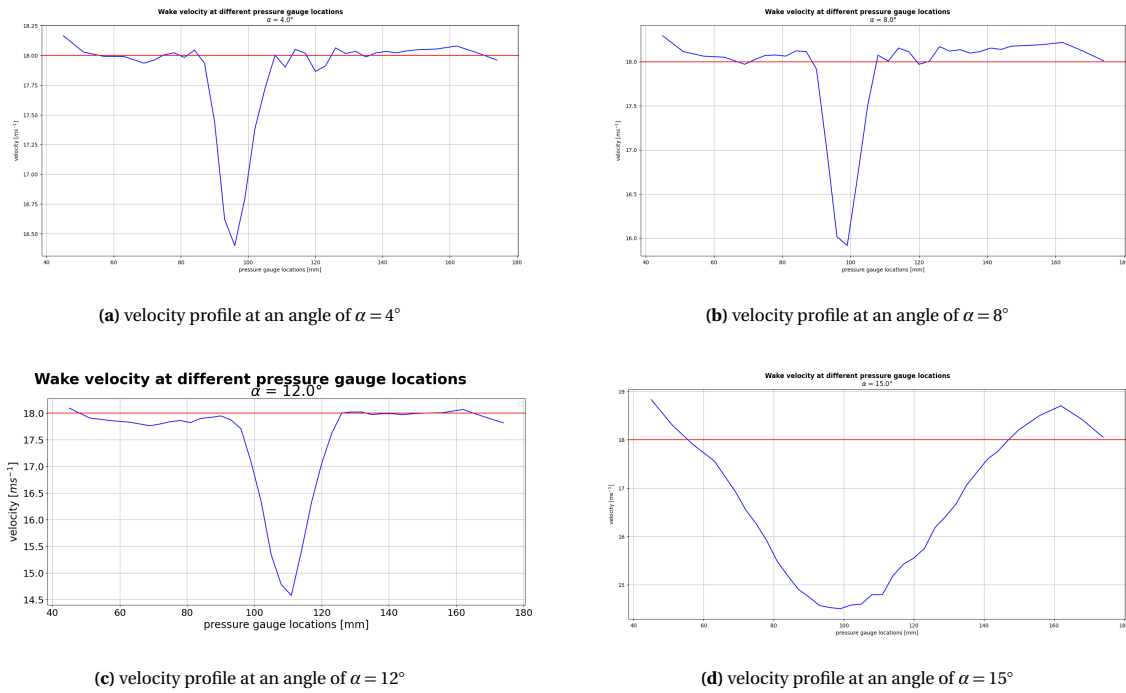 Wake velocity at different pressure gauge locations
α = 4.0°
18.25
18.00
17.75
17.50
17.25
17.00
16.75
16.50
velocity [ms⁻¹]
40 60 80 100 120 140 160 180
pressure gauge locations [mm]
(a) velocity profile at an angle of α = 4°
Wake velocity at different pressure gauge locations
α = 8.0°
18.0
17.5
17.0
16.5
16.0
velocity [ms⁻¹]
40 60 80 100 120 140 160 180
pressure gauge locations [mm]
(b) velocity profile at an angle of α = 8°
Wake velocity at different pressure gauge locations
α = 12.0°
18.0
17.5
17.0
16.5
16.0
15.5
15.0
14.5
velocity [ms⁻¹]
40 60 80 100 120 140 160 180
pressure gauge locations [mm]
(c) velocity profile at an angle of α = 12°
Wake velocity at different pressure gauge locations
α = 15.0°
19
18
17
16
15
velocity [ms⁻¹]
40 60 80 100 120 140 160 180
pressure gauge locations [mm]
(d) velocity profile at an angle of α = 15°